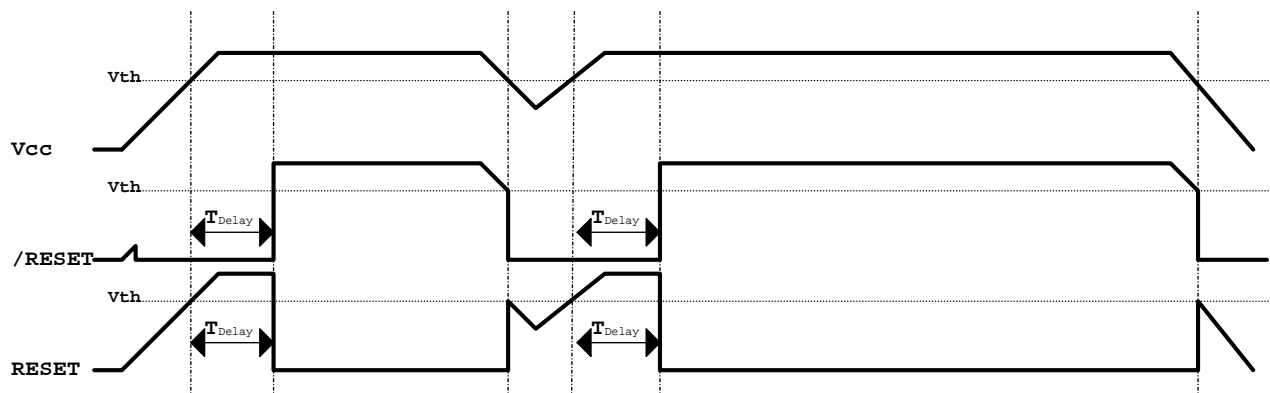 Vth
Vcc
Vth
TDelay TDelay
/RESET
Vth
TDelay TDelay
RESET